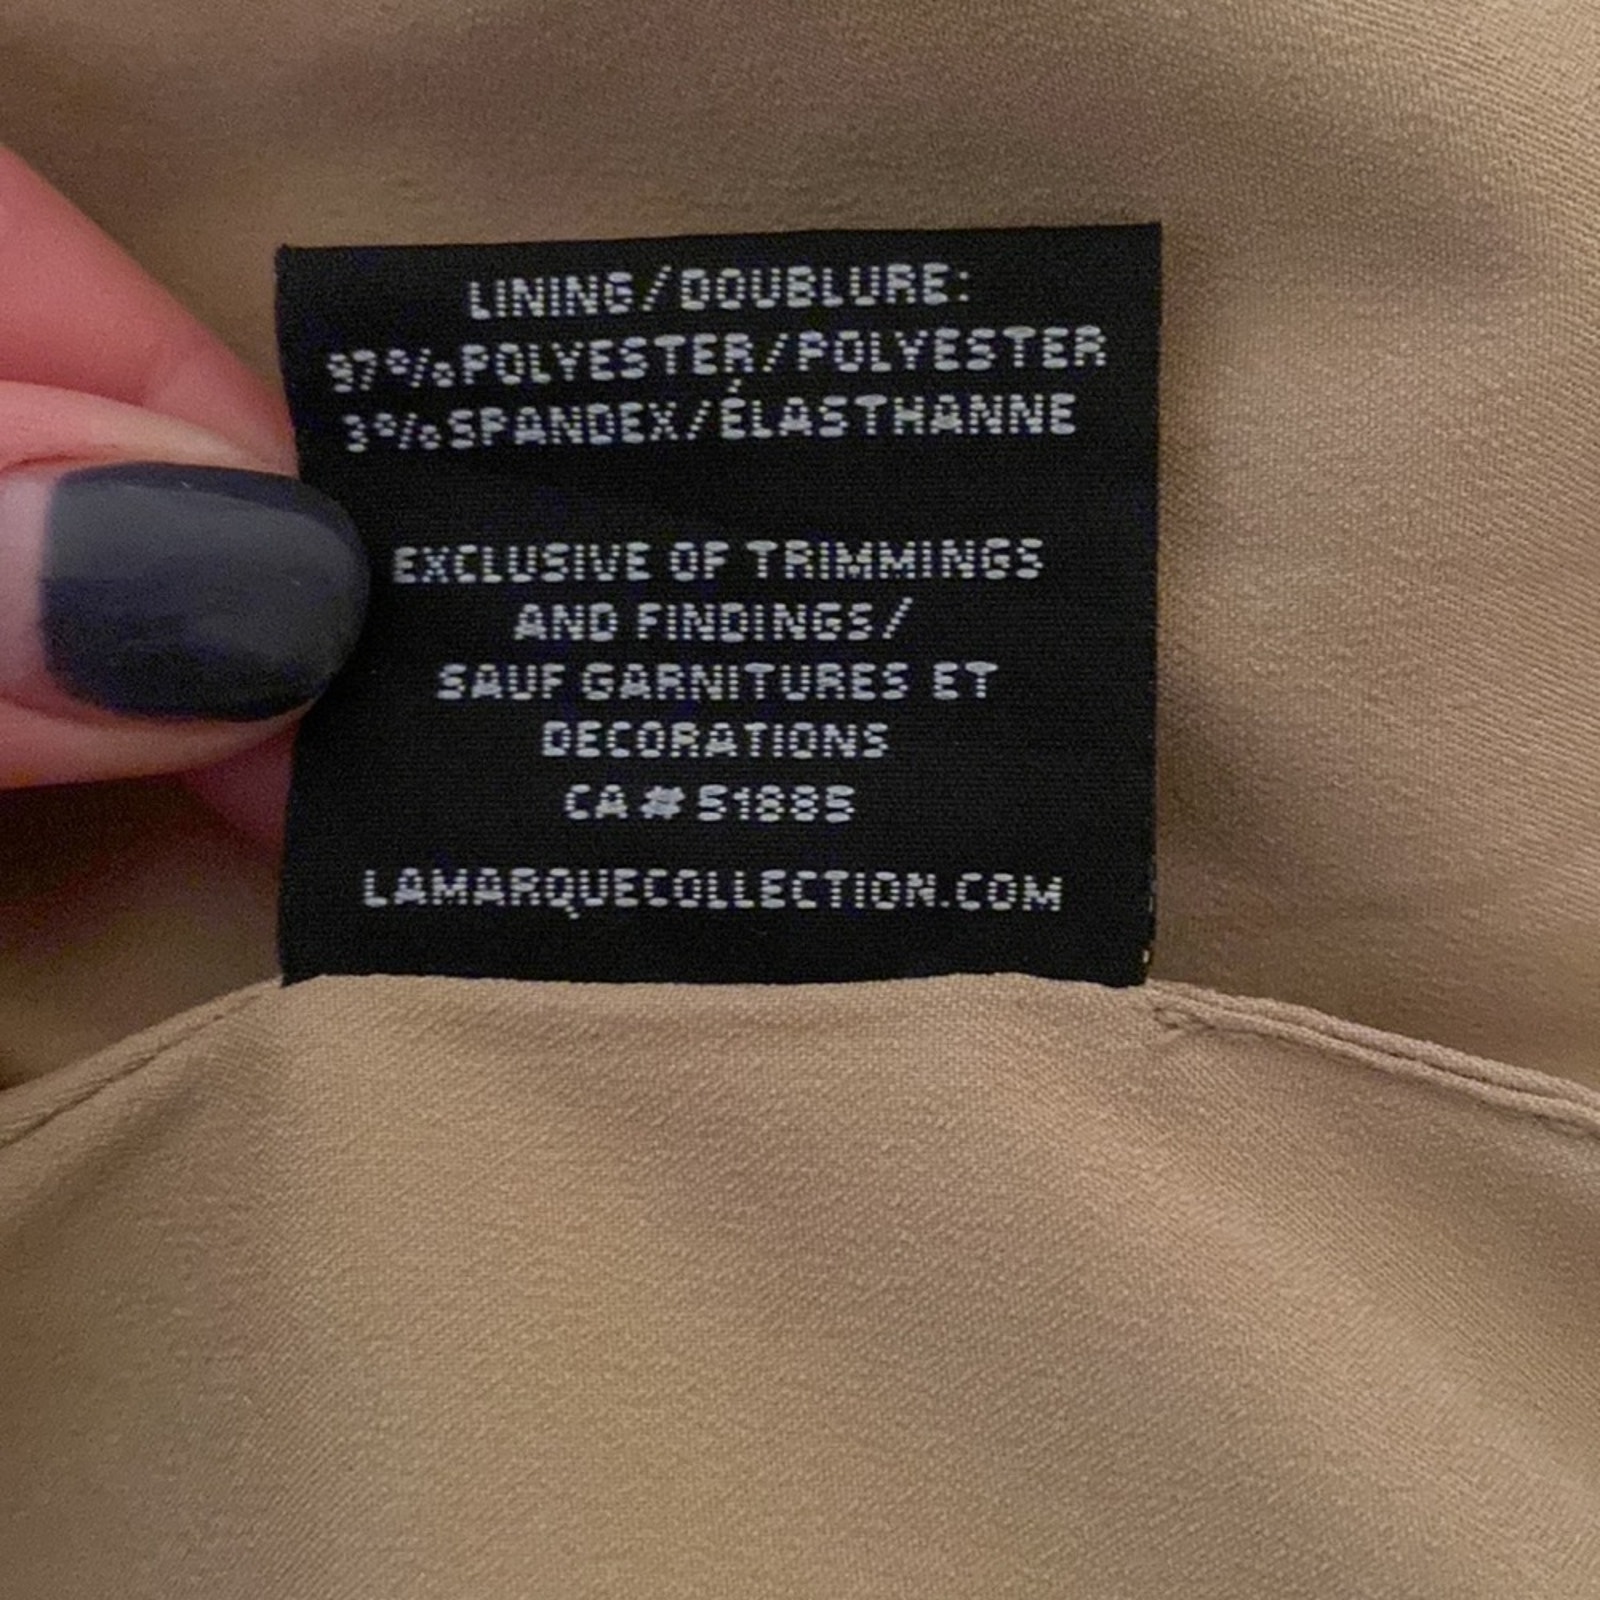 LINING/DOUBLURE:
97%POLYESTER/POLYESTER
3%SPANDEX/ÉLASTHANNE
EXCLUSIVE OF TRIMMINGS
AND FINDINGS/
SAUF GARNITURES ET
DECORATIONS
CA#51885
LAMARQUECOLLECTION.COM